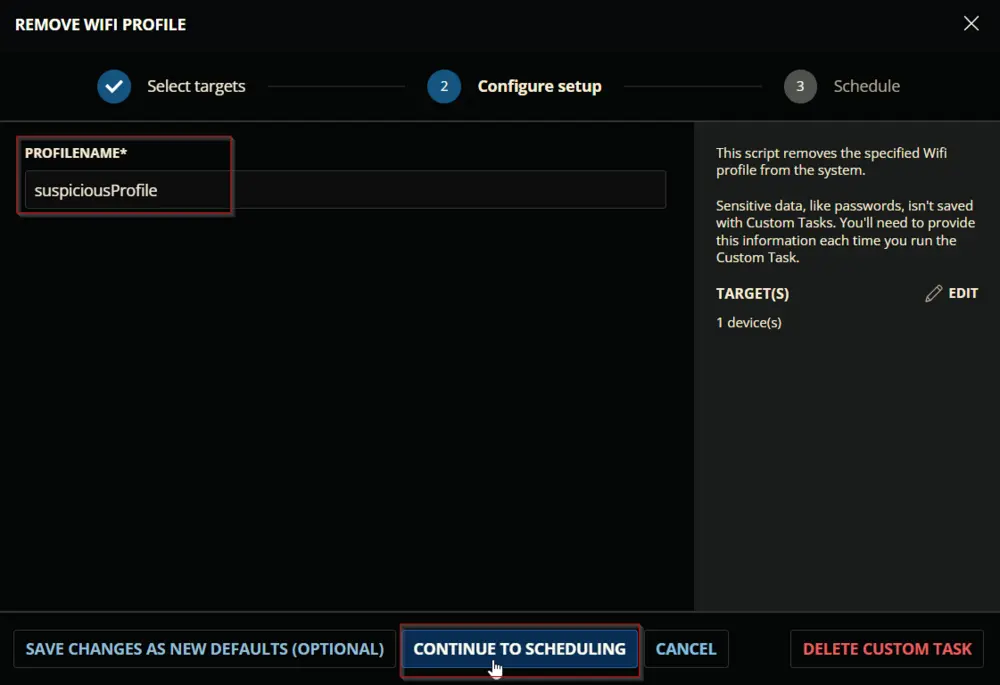 REMOVE WIFI PROFILE
Select targets
2
Configure setup
3
Schedule
PROFILENAME*
suspiciousProfile
This script removes the specified Wifi
profile from the system.
Sensitive data, like passwords, isn't saved
with Custom Tasks. You'll need to provide
this information each time you run the
Custom Task.
TARGET(S)
EDIT
1 device(s)
SAVE CHANGES AS NEW DEFAULTS (OPTIONAL)
CONTINUE TO SCHEDULING
CANCEL
DELETE CUSTOM TASK